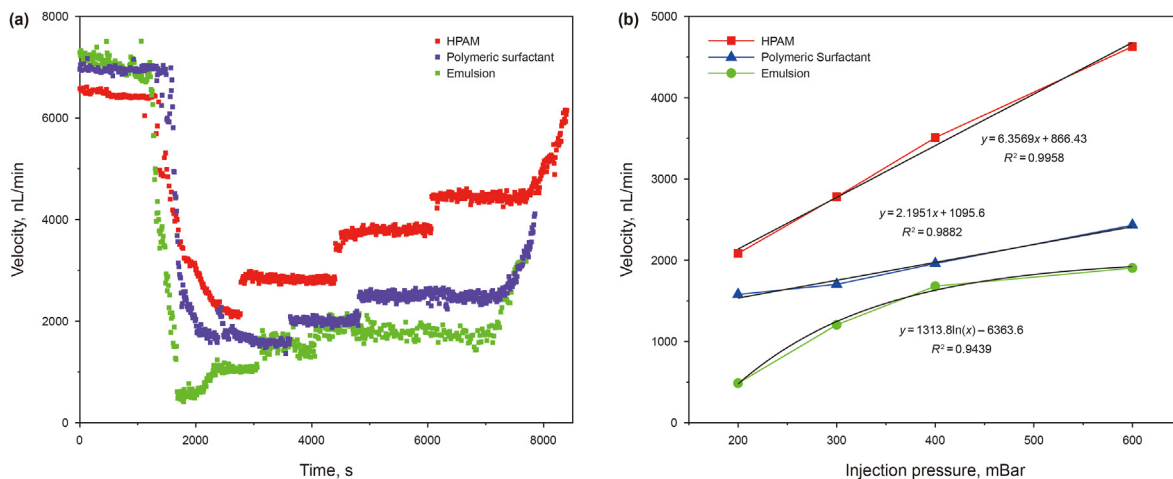 (a)
8000
6000
4000
2000
0
Velocity, nL/min
HPAM
Polymeric surfactant
Emulsion
0
2000
4000
6000
8000
Time, s
(b)
5000
4000
3000
2000
1000
0
Velocity, nL/min
HPAM
Polymeric Surfactant
Emulsion
y = 6.3569x + 866.43
R² = 0.9958
y = 2.1951x + 1095.6
R² = 0.9882
y = 1313.8ln(x) – 6363.6
R² = 0.9439
200
300
400
500
600
Injection pressure, mBar